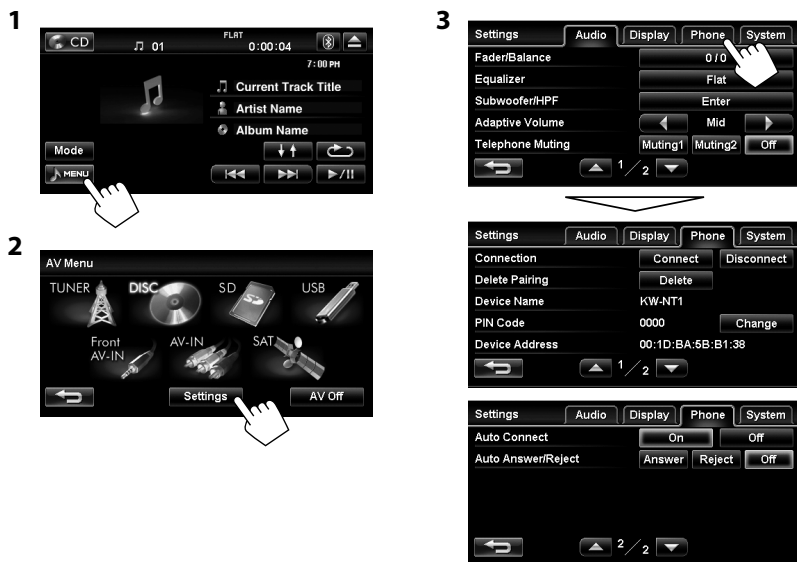 1
CD
01
FLAT
0:00:04
7:00 PM
Current Track Title
Artist Name
Album Name
Mode
MENU
2
AV Menu
TUNER DISC SD USB
Front AV-IN SAT
AV-IN
Settings AV Off
3
Settings Audio Display Phone System
Fader/Balance 0 / 0
Equalizer Flat
Subwoofer/HPF Enter
Adaptive Volume Mid
Telephone Muting Muting1 Muting2 Off
1/2
Settings Audio Display Phone System
Connection Connect Disconnect
Delete Pairing Delete
Device Name KW-NT1
PIN Code 0000 Change
Device Address 00:1D:BA:5B:B1:38
1/2
Settings Audio Display Phone System
Auto Connect On Off
Auto Answer/Reject Answer Reject Off
2/2